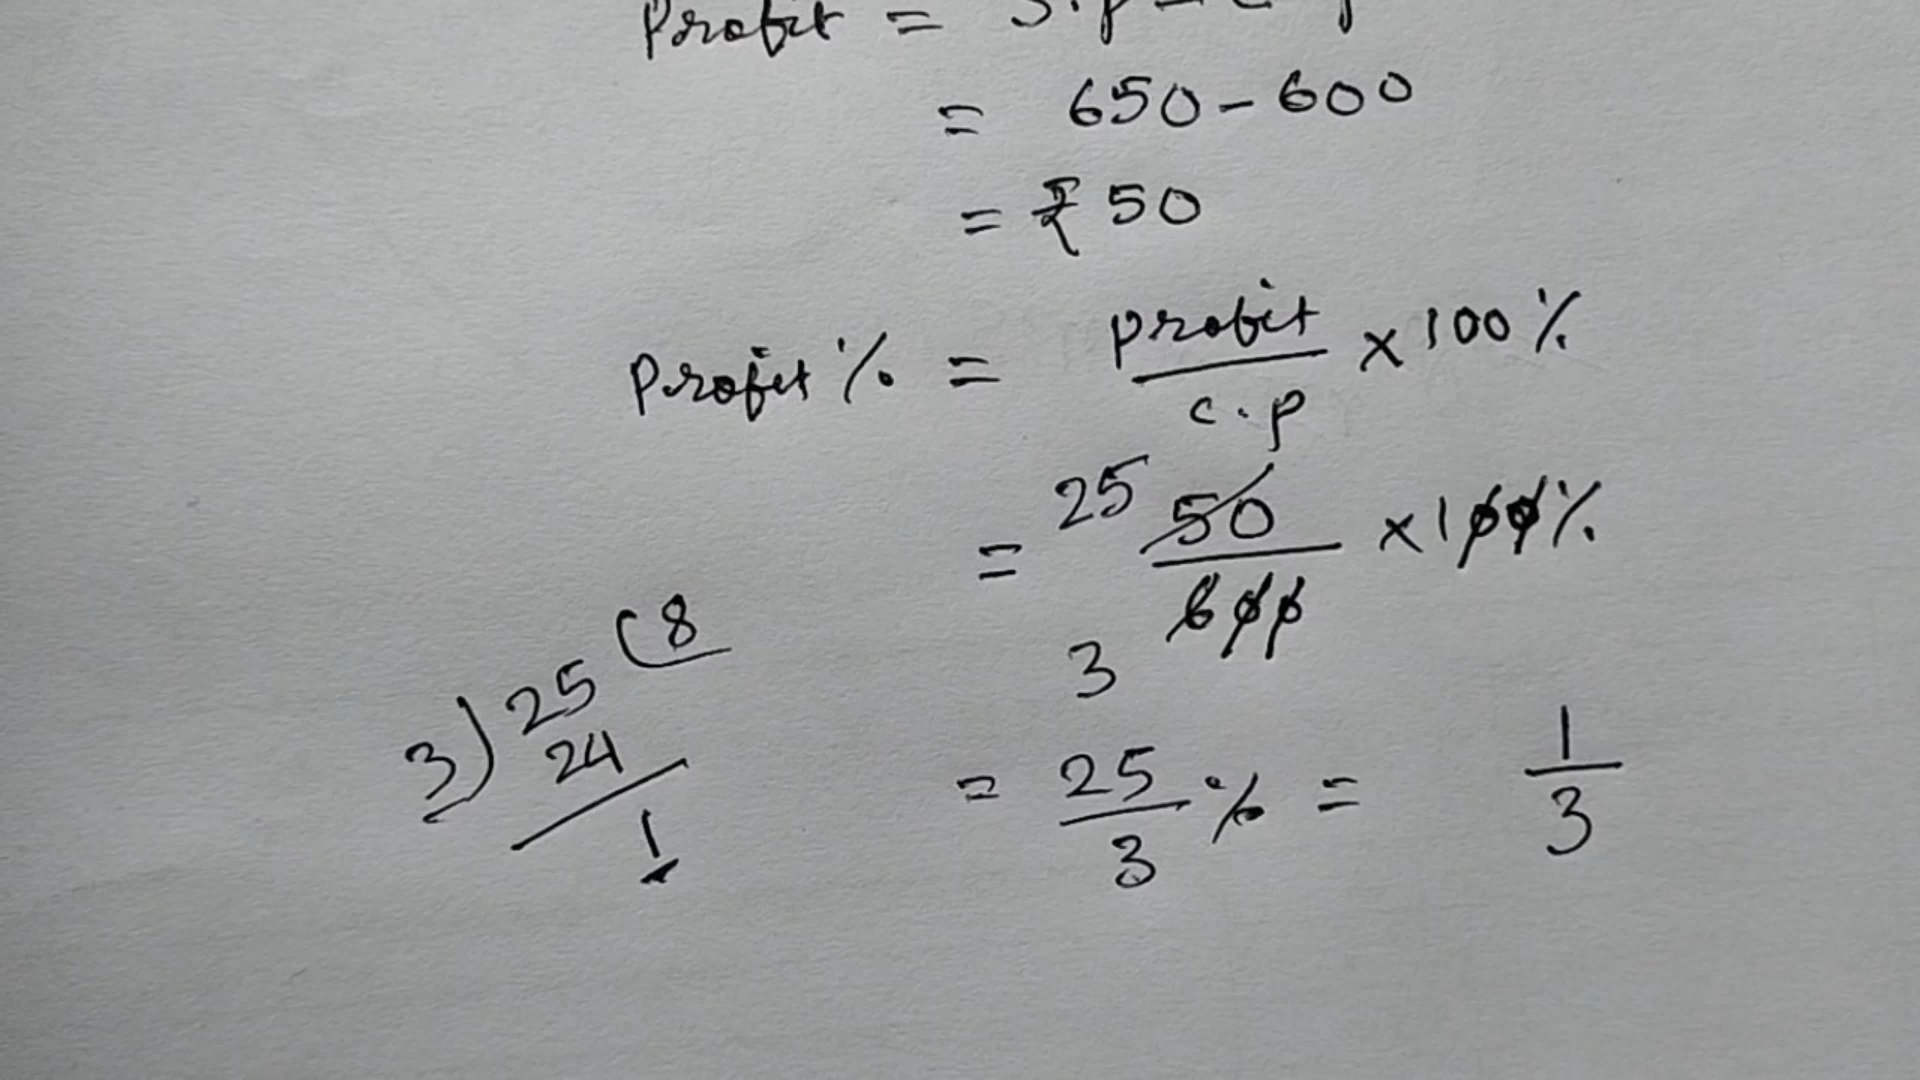 Profit = S.P - C.P
= 650 - 600
= ₹ 50
Profit % = profit / c.p × 100 %
= 25 50 / 600 × 100 %
3
= 25/3 % = 1/3
3 ) 25 ( 8
24
1